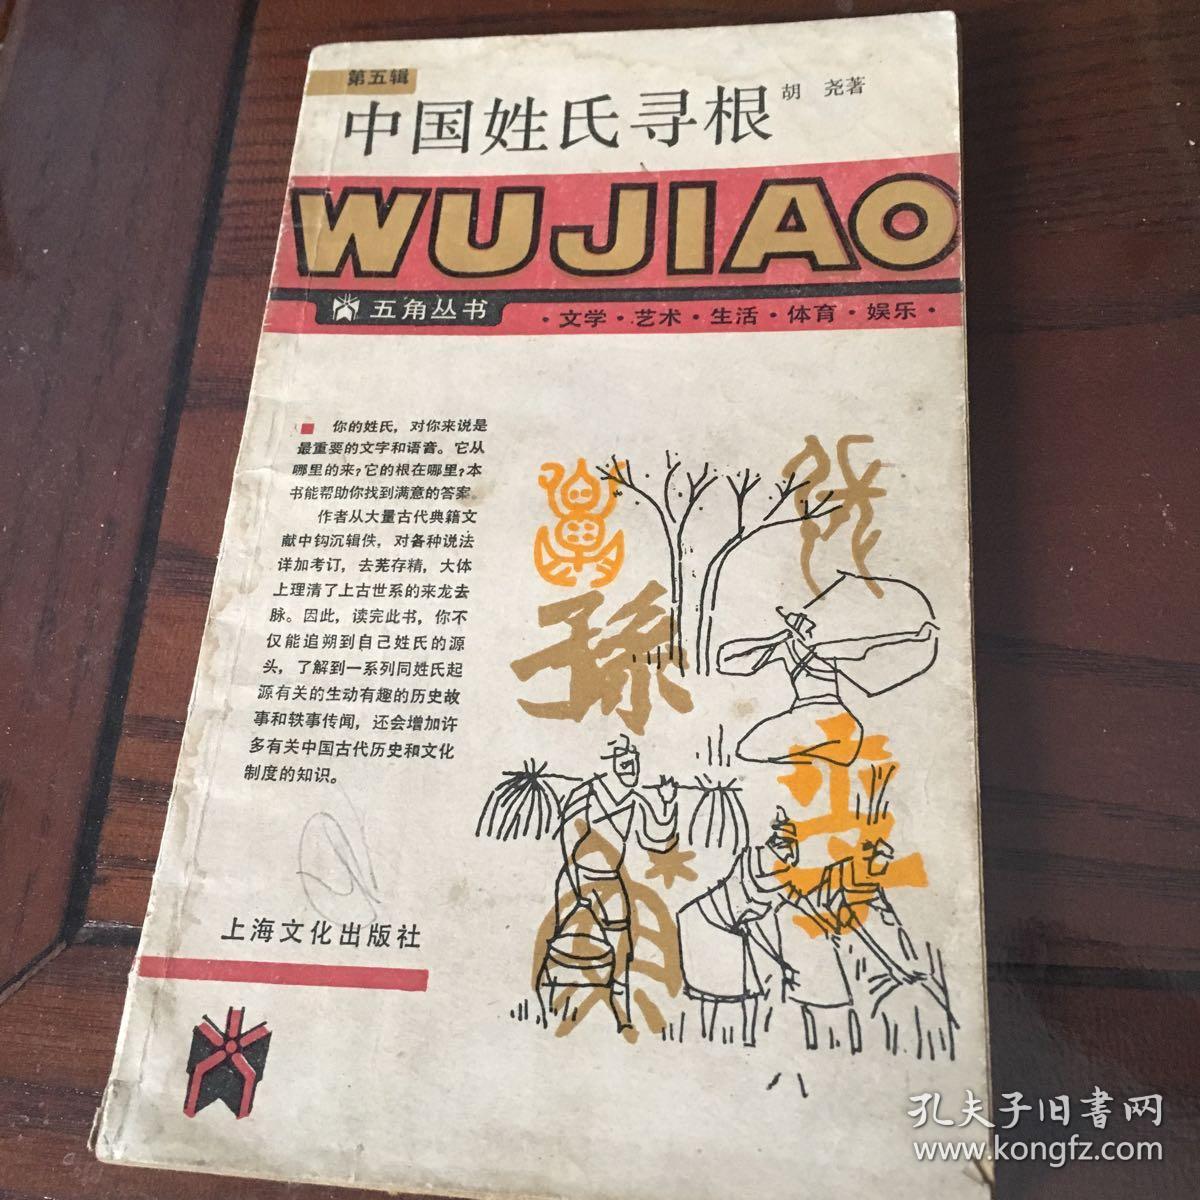 第五辑
中国姓氏寻根
胡 尧著
WUJIAO
五角丛书
·文学·艺术·生活·体育·娱乐·
你的姓氏，对你来说是
最重要的文字和语音。它从
哪里的来？它的根在哪里？本
书能帮助你找到满意的答案。
作者从大量古代典籍文
献中钩沉辑佚，对各种说法
详加考订，去芜存精，大体
上理清了上古世系的来龙去
脉。因此，读完此书，你不
仅能追朔到自己姓氏的源
头，了解到一系列同姓氏起
源有关的生动有趣的历史故
事和轶事传闻，还会增加许
多有关中国古代历史和文化
制度的知识。
孫
上海文化出版社
孔夫子旧書网
www.kongfz.com